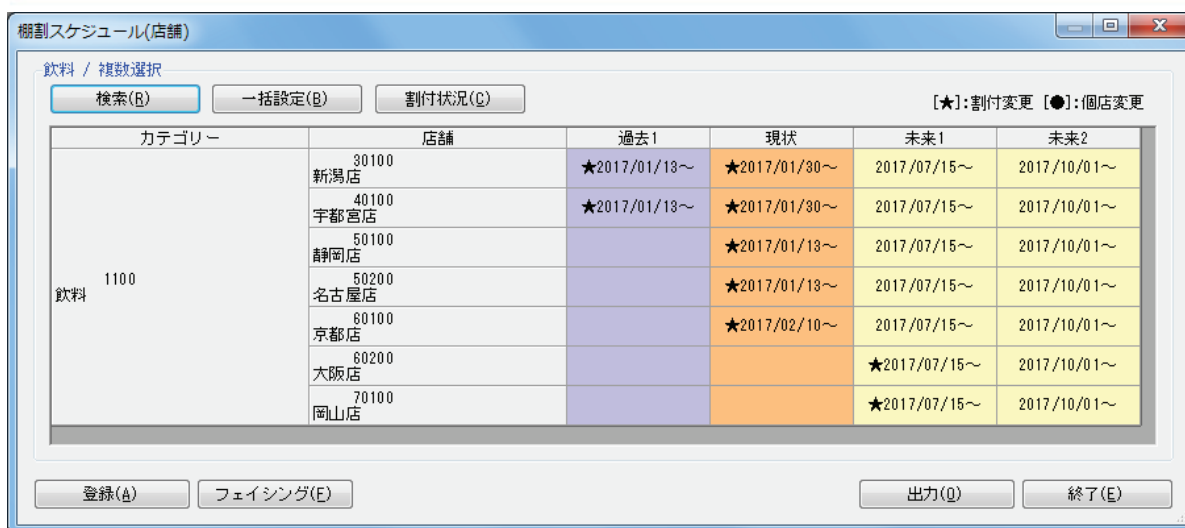 棚割スケジュール(店舗)
飲料 / 複数選択
検索(R) 一括設定(B) 割付状況(C) [★]:割付変更 [●]:個店変更
カテゴリー 店舗 過去1 現状 未来1 未来2
30100
新潟店 ★2017/01/13～ ★2017/01/30～ 2017/07/15～ 2017/10/01～
40100
宇都宮店 ★2017/01/13～ ★2017/01/30～ 2017/07/15～ 2017/10/01～
50100
静岡店 ★2017/01/13～ 2017/07/15～ 2017/10/01～
1100
飲料
50200
名古屋店 ★2017/01/13～ 2017/07/15～ 2017/10/01～
60100
京都店 ★2017/02/10～ 2017/07/15～ 2017/10/01～
60200
大阪店 ★2017/07/15～ 2017/10/01～
70100
岡山店 ★2017/07/15～ 2017/10/01～
登録(A) フェイシング(F) 出力(O) 終了(E)